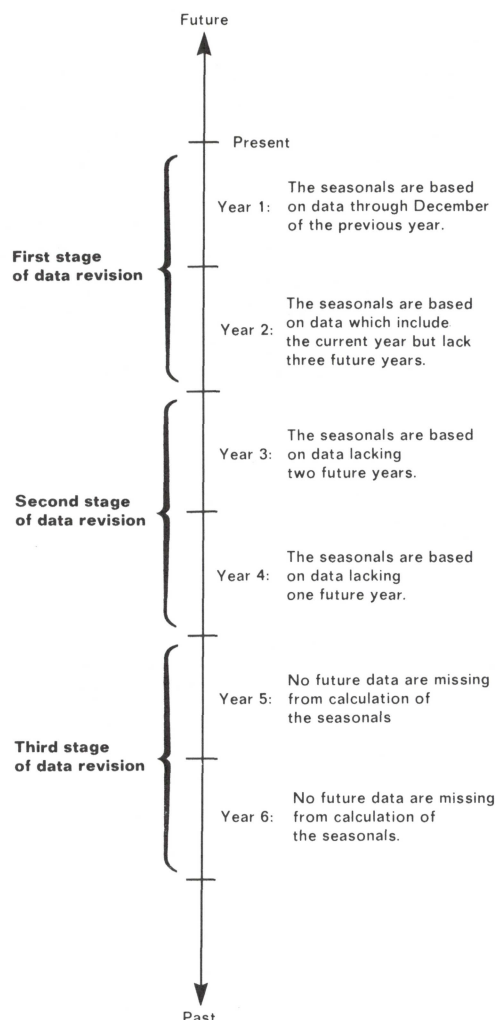 Future
Present
Year 1:
The seasonals are based
on data through December
of the previous year.
First stage
of data revision
Year 2:
The seasonals are based
on data which include
the current year but lack
three future years.
Year 3:
The seasonals are based
on data lacking
two future years.
Second stage
of data revision
Year 4:
The seasonals are based
on data lacking
one future year.
Year 5:
No future data are missing
from calculation of
the seasonals
Third stage
of data revision
Year 6:
No future data are missing
from calculation of
the seasonals.
Past